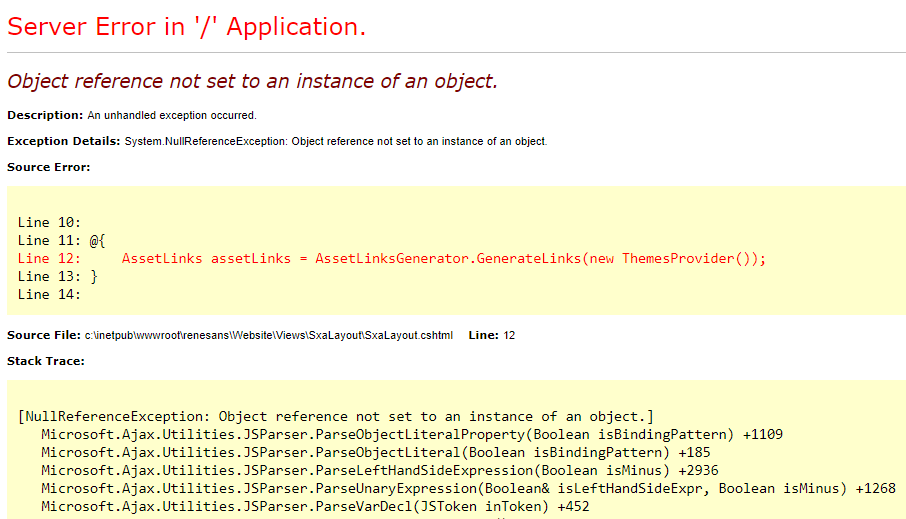 Server Error in '/' Application.
Object reference not set to an instance of an object.
Description: An unhandled exception occurred.
Exception Details: System.NullReferenceException: Object reference not set to an instance of an object.
Source Error:
Line 10:
Line 11: @{
Line 12:     AssetLinks assetLinks = AssetLinksGenerator.GenerateLinks(new ThemesProvider());
Line 13: }
Line 14:
Source File: c:\inetpub\wwwroot\renesans\Website\Views\SxaLayout\SxaLayout.cshtml    Line: 12
Stack Trace:
[NullReferenceException: Object reference not set to an instance of an object.]
   Microsoft.Ajax.Utilities.JSParser.ParseObjectLiteralProperty(Boolean isBindingPattern) +1109
   Microsoft.Ajax.Utilities.JSParser.ParseObjectLiteral(Boolean isBindingPattern) +185
   Microsoft.Ajax.Utilities.JSParser.ParseLeftHandSideExpression(Boolean isMinus) +2936
   Microsoft.Ajax.Utilities.JSParser.ParseUnaryExpression(Boolean& isLeftHandSideExpr, Boolean isMinus) +1268
   Microsoft.Ajax.Utilities.JSParser.ParseVarDecl(JSToken inToken) +452